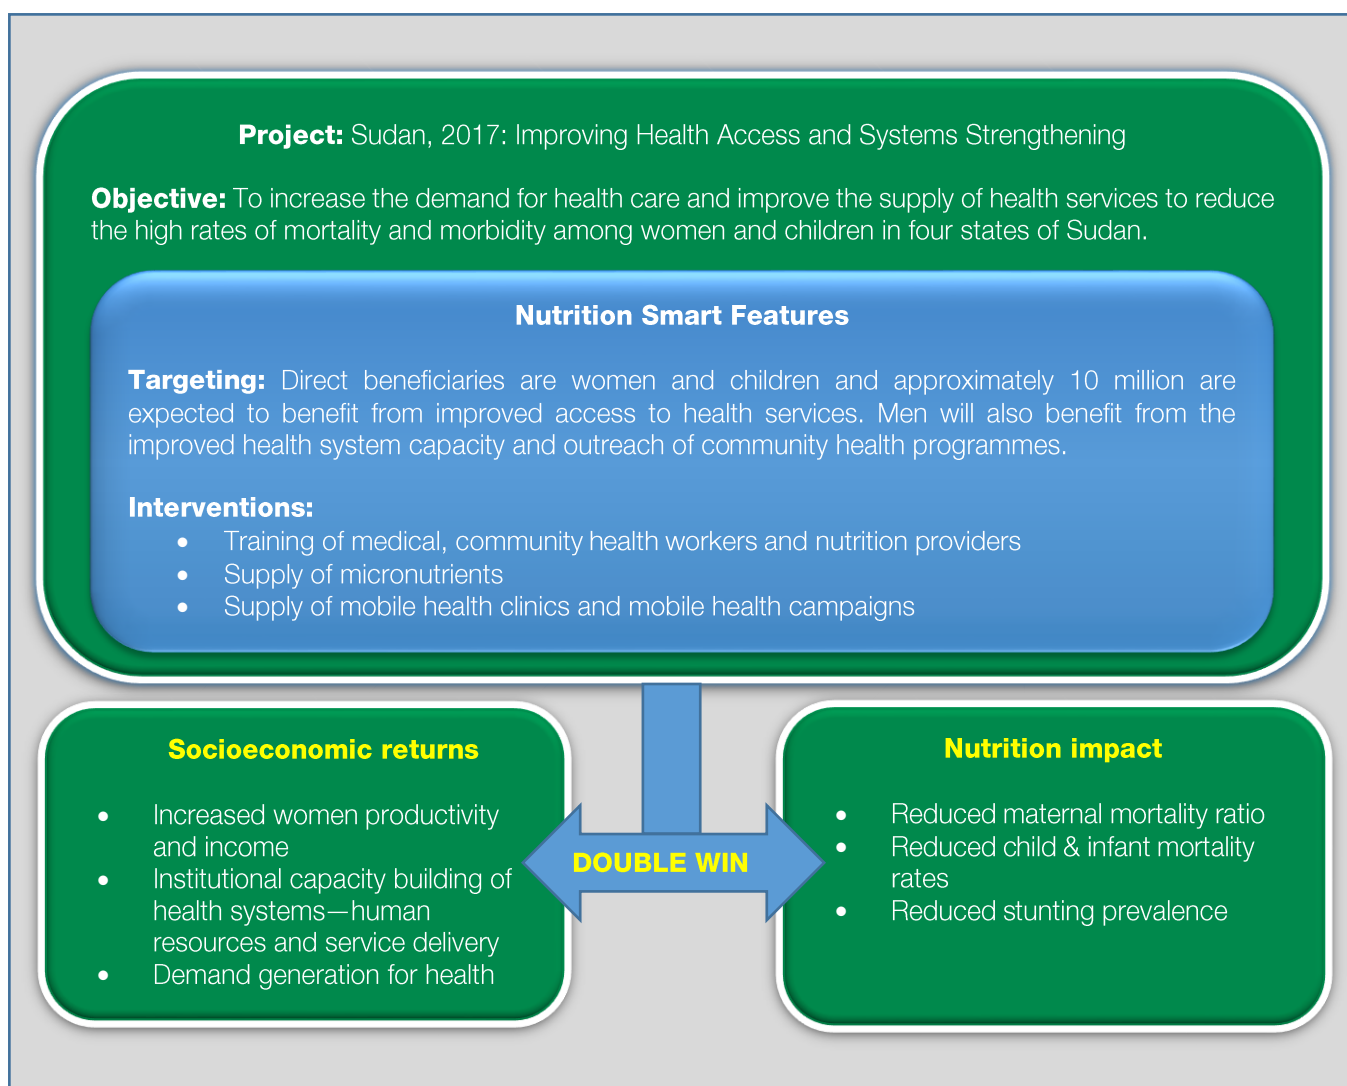 Project: Sudan, 2017: Improving Health Access and Systems Strengthening
Objective: To increase the demand for health care and improve the supply of health services to reduce
the high rates of mortality and morbidity among women and children in four states of Sudan.
Nutrition Smart Features
Targeting: Direct beneficiaries are women and children and approximately 10 million are
expected to benefit from improved access to health services. Men will also benefit from the
improved health system capacity and outreach of community health programmes.
Interventions:
• Training of medical, community health workers and nutrition providers
• Supply of micronutrients
• Supply of mobile health clinics and mobile health campaigns
Socioeconomic returns
• Increased women productivity
and income
• Institutional capacity building of
health systems—human
resources and service delivery
• Demand generation for health
DOUBLE WIN
Nutrition impact
• Reduced maternal mortality ratio
• Reduced child & infant mortality
rates
• Reduced stunting prevalence